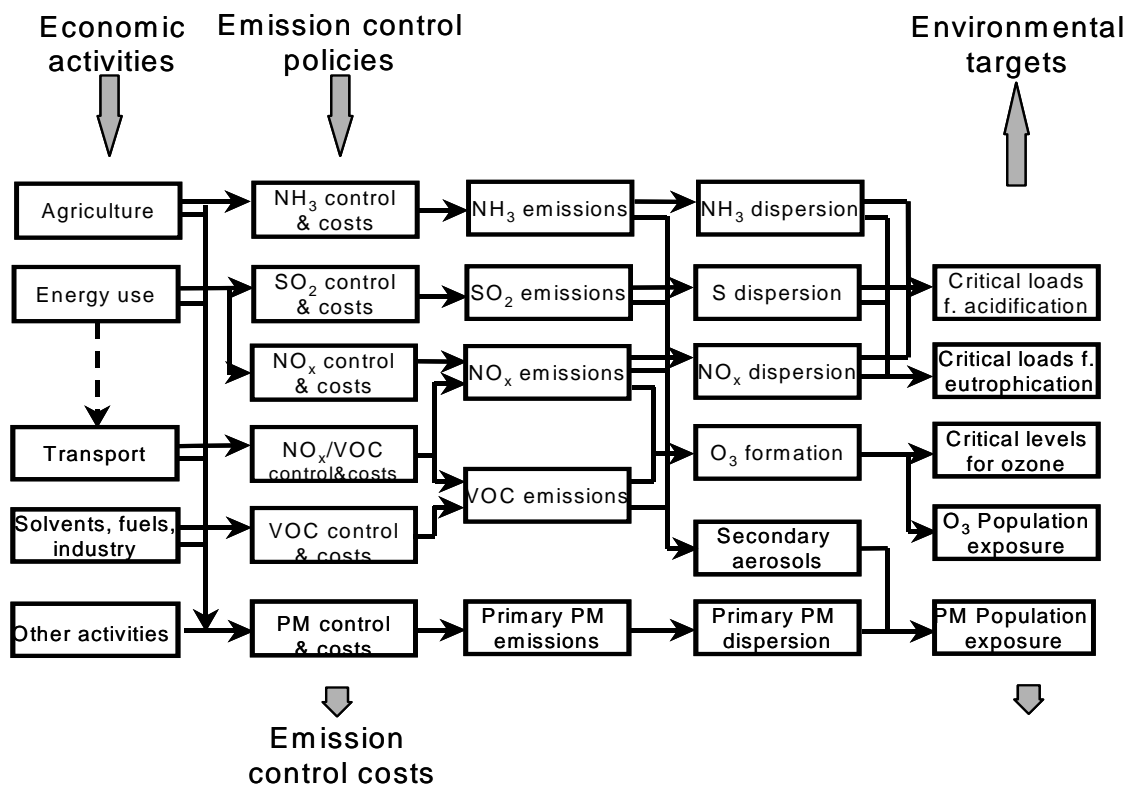 Economic
activities
Emission control
policies
Environmental
targets
Agriculture
NH₃ control
& costs
NH₃ emissions
NH₃ dispersion
Energy use
SO₂ control
& costs
SO₂ emissions
S dispersion
Critical loads
f. acidification
NOₓ control
& costs
NOₓ emissions
NOₓ dispersion
Critical loads f.
eutrophication
Transport
NOₓ/VOC
control&costs
O₃ formation
Critical levels
for ozone
VOC emissions
Solvents, fuels,
industry
VOC control
& costs
Secondary
aerosols
O₃ Population
exposure
Other activities
PM control
& costs
Primary PM
emissions
Primary PM
dispersion
PM Population
exposure
Emission
control costs